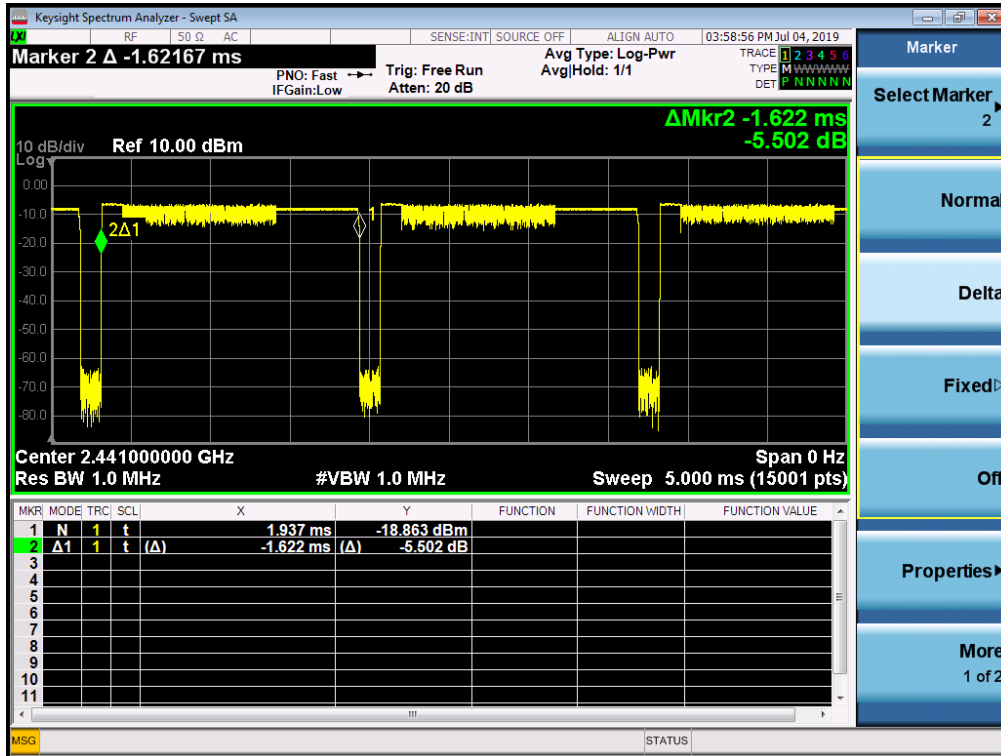 Keysight Spectrum Analyzer - Swept SA
LXI RF 50 Ω AC SENSE:INT SOURCE OFF ALIGN AUTO 03:58:56 PM Jul 04, 2019
Marker 2 Δ -1.62167 ms
PNO: Fast
IFGain:Low
Trig: Free Run
Atten: 20 dB
Avg Type: Log-Pwr
Avg|Hold: 1/1
TRACE 1 2 3 4 5 6
TYPE M WWWWW
DET P N N N N N
ΔMkr2 -1.622 ms
-5.502 dB
10 dB/div Ref 10.00 dBm
Log
0.00
-10.0
-20.0
-30.0
-40.0
-50.0
-60.0
-70.0
-80.0
2Δ1
1
Center 2.441000000 GHz Span 0 Hz
Res BW 1.0 MHz #VBW 1.0 MHz Sweep 5.000 ms (15001 pts)
MKR MODE TRC SCL X Y FUNCTION FUNCTION WIDTH FUNCTION VALUE
1 N 1 t 1.937 ms -18.863 dBm
2 Δ1 1 t (Δ) -1.622 ms (Δ) -5.502 dB
3
4
5
6
7
8
9
10
11
MSG STATUS
Marker
Select Marker
2
Normal
Delta
Fixed
Off
Properties
More
1 of 2